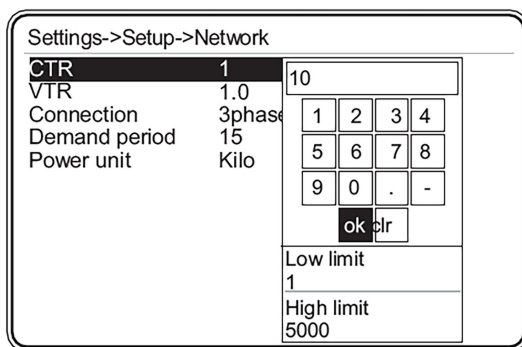 Settings->Setup->Network
CTR 1
VTR 1.0
Connection 3phase
Demand period 15
Power unit Kilo
10
1 2 3 4
5 6 7 8
9 0 . -
ok clr
Low limit
1
High limit
5000